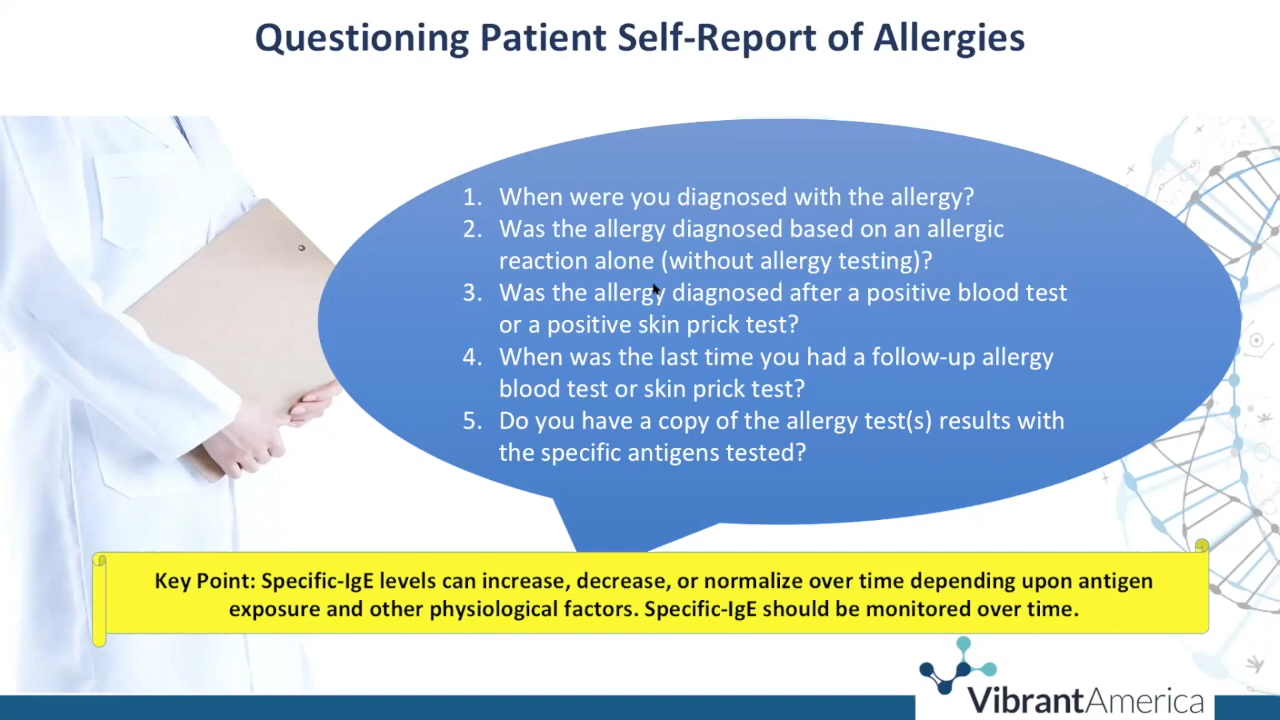 Questioning Patient Self-Report of Allergies
1. When were you diagnosed with the allergy?
2. Was the allergy diagnosed based on an allergic
reaction alone (without allergy testing)?
3. Was the allergy diagnosed after a positive blood test
or a positive skin prick test?
4. When was the last time you had a follow-up allergy
blood test or skin prick test?
5. Do you have a copy of the allergy test(s) results with
the specific antigens tested?
Key Point: Specific-IgE levels can increase, decrease, or normalize over time depending upon antigen
exposure and other physiological factors. Specific-IgE should be monitored over time.
VibrantAmerica